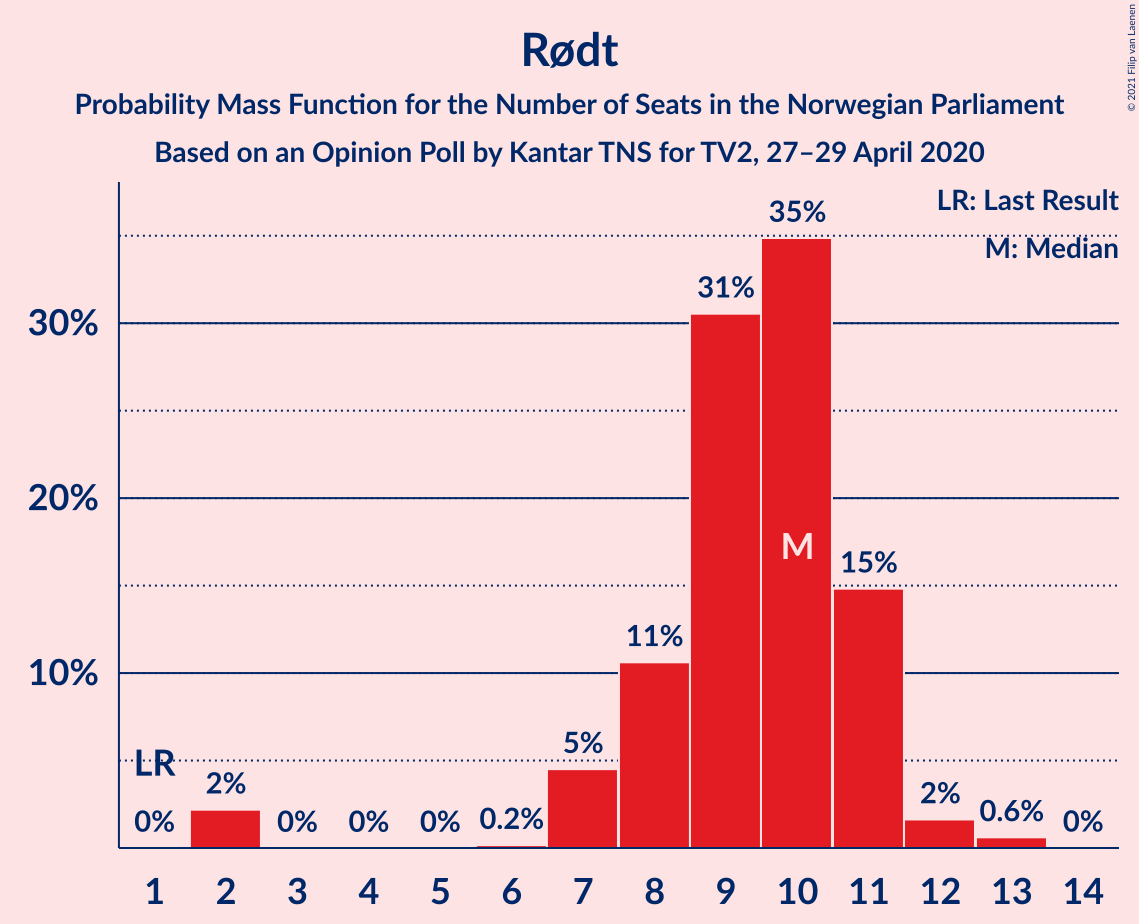 Rødt
Probability Mass Function for the Number of Seats in the Norwegian Parliament
Based on an Opinion Poll by Kantar TNS for TV2, 27–29 April 2020
© 2021 Filip van Laenen
LR: Last Result
M: Median
35%
31%
30%
20%
M
15%
11%
10%
5%
LR
2%
0%
0%
0%
0%
0.2%
2%
0.6%
0%
1 2 3 4 5 6 7 8 9 10 11 12 13 14